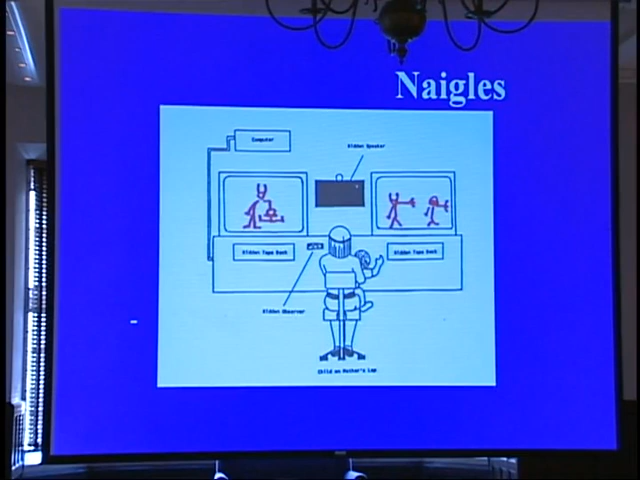 Naigles
Computer
Hidden Speaker
Hidden Tape Deck
Hidden Tape Deck
Hidden Observer
Child on Mother's Lap